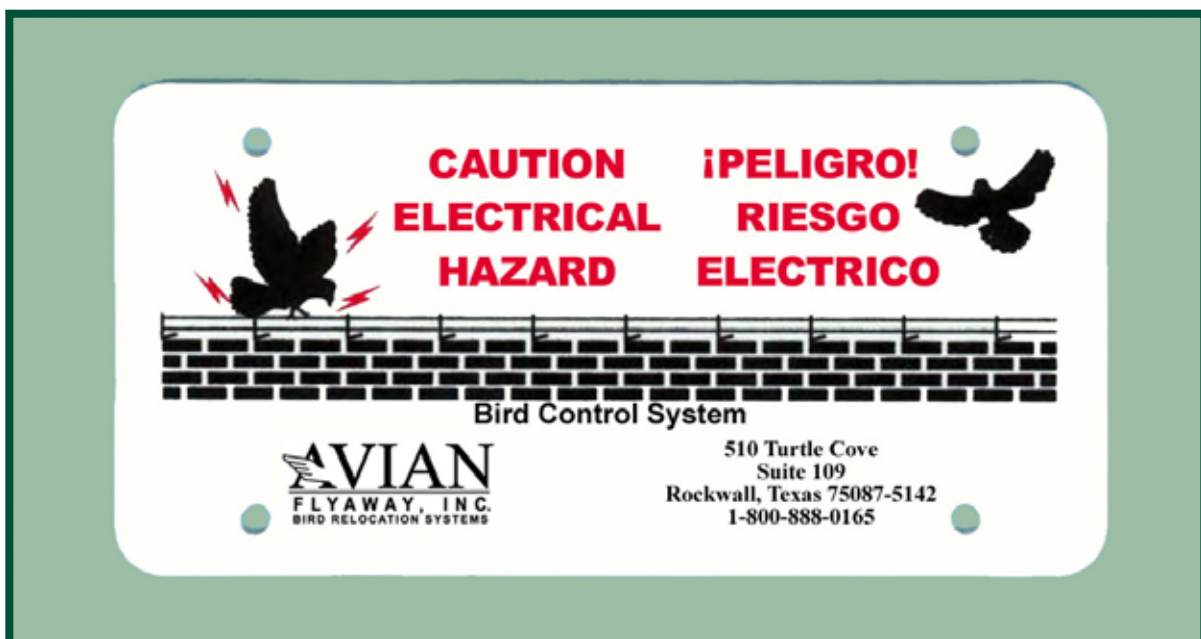 CAUTION
ELECTRICAL
HAZARD
¡PELIGRO!
RIESGO
ELECTRICO
Bird Control System
AVIAN
FLYAWAY, INC.
BIRD RELOCATION SYSTEMS
510 Turtle Cove
Suite 109
Rockwall, Texas 75087-5142
1-800-888-0165